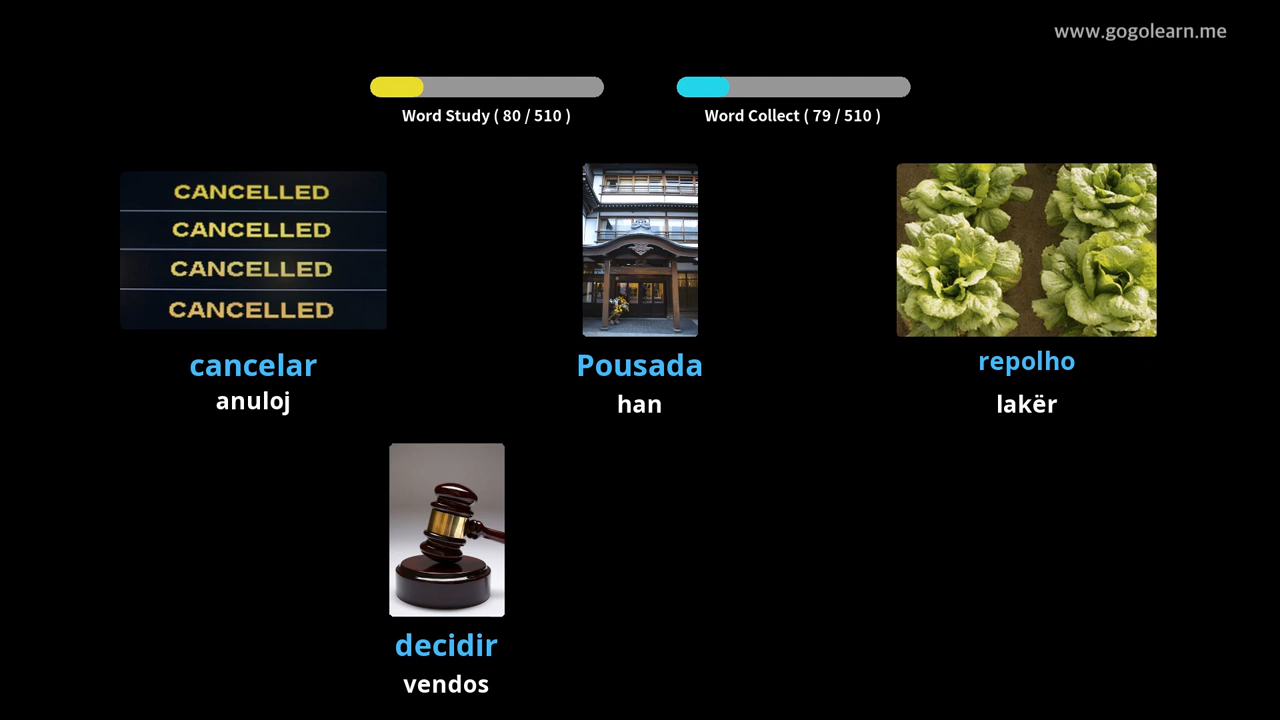 www.gogolearn.me
Word Study ( 80 / 510 )
Word Collect ( 79 / 510 )
CANCELLED
CANCELLED
CANCELLED
CANCELLED
cancelar
anuloj
Pousada
han
repolho
lakër
decidir
vendos